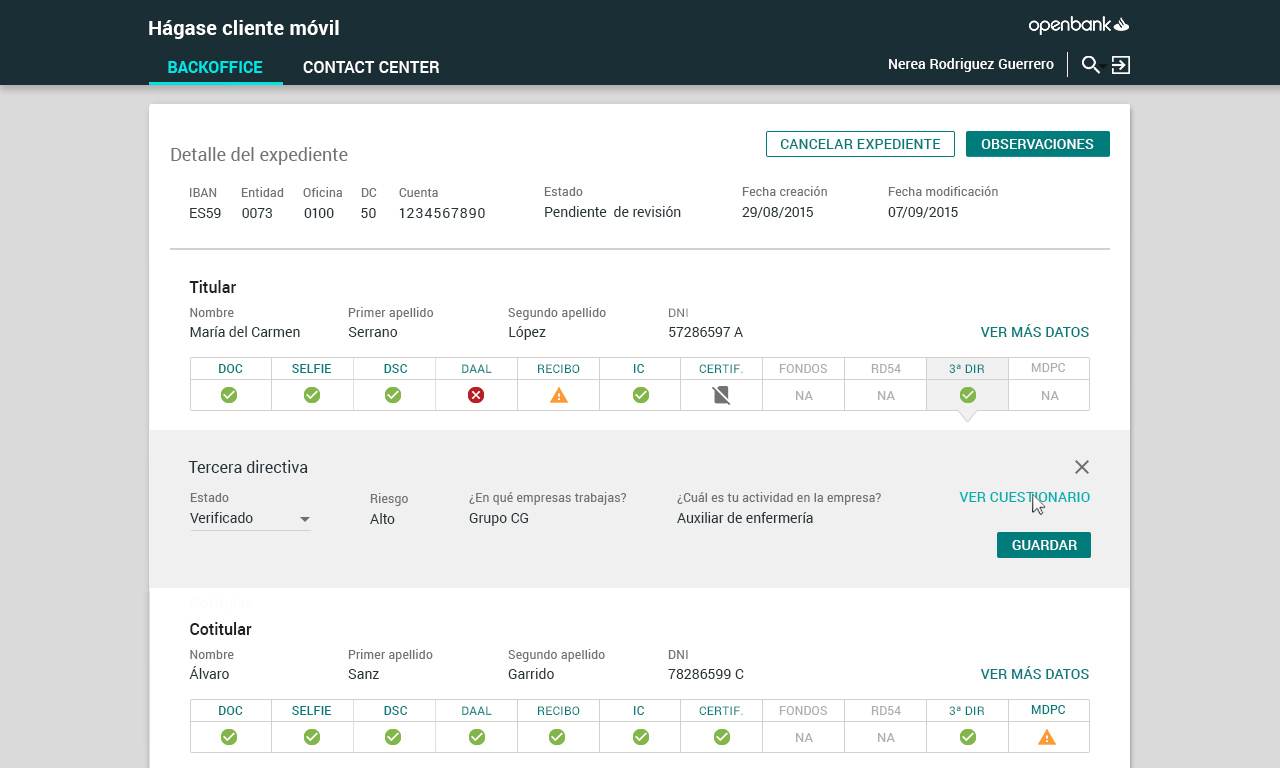 Hágase cliente móvil
openbank
BACKOFFICE CONTACT CENTER
Nerea Rodriguez Guerrero
Detalle del expediente
CANCELAR EXPEDIENTE OBSERVACIONES
IBAN Entidad Oficina DC Cuenta Estado Fecha creación Fecha modificación
ES59 0073 0100 50 1234567890 Pendiente de revisión 29/08/2015 07/09/2015
Titular
Nombre Primer apellido Segundo apellido DNI
María del Carmen Serrano López 57286597 A VER MÁS DATOS
DOC SELFIE DSC DAAL RECIBO IC CERTIF. FONDOS RD54 3ª DIR MDPC
NA NA NA
Tercera directiva
Estado Riesgo ¿En qué empresas trabajas? ¿Cuál es tu actividad en la empresa? VER CUESTIONARIO
Verificado Alto Grupo CG Auxiliar de enfermería
GUARDAR
Cotitular
Nombre Primer apellido Segundo apellido DNI
Álvaro Sanz Garrido 78286599 C VER MÁS DATOS
DOC SELFIE DSC DAAL RECIBO IC CERTIF. FONDOS RD54 3ª DIR MDPC
NA NA